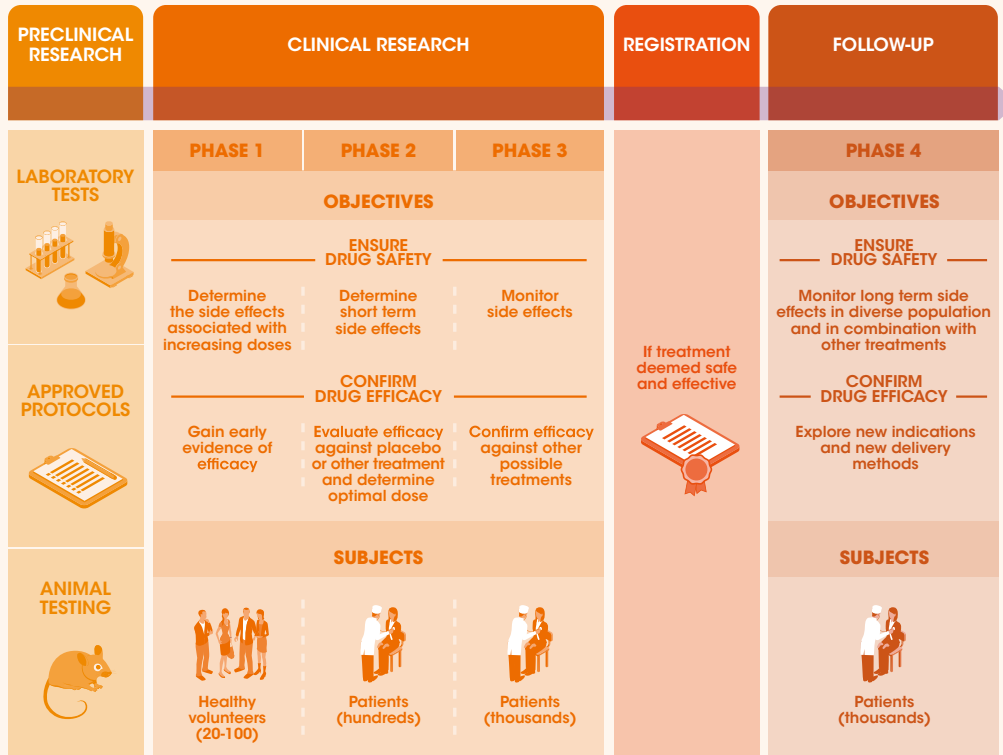 PRECLINICAL
RESEARCH
CLINICAL RESEARCH
REGISTRATION
FOLLOW-UP
LABORATORY
TESTS
APPROVED
PROTOCOLS
ANIMAL
TESTING
PHASE 1
PHASE 2
PHASE 3
OBJECTIVES
ENSURE
DRUG SAFETY
Determine
the side effects
associated with
increasing doses
Determine
short term
side effects
Monitor
side effects
CONFIRM
DRUG EFFICACY
Gain early
evidence of
efficacy
Evaluate efficacy
against placebo
or other treatment
and determine
optimal dose
Confirm efficacy
against other
possible
treatments
SUBJECTS
Healthy
volunteers
(20-100)
Patients
(hundreds)
Patients
(thousands)
If treatment
deemed safe
and effective
PHASE 4
OBJECTIVES
ENSURE
DRUG SAFETY
Monitor long term side
effects in diverse population
and in combination with
other treatments
CONFIRM
DRUG EFFICACY
Explore new indications
and new delivery
methods
SUBJECTS
Patients
(thousands)